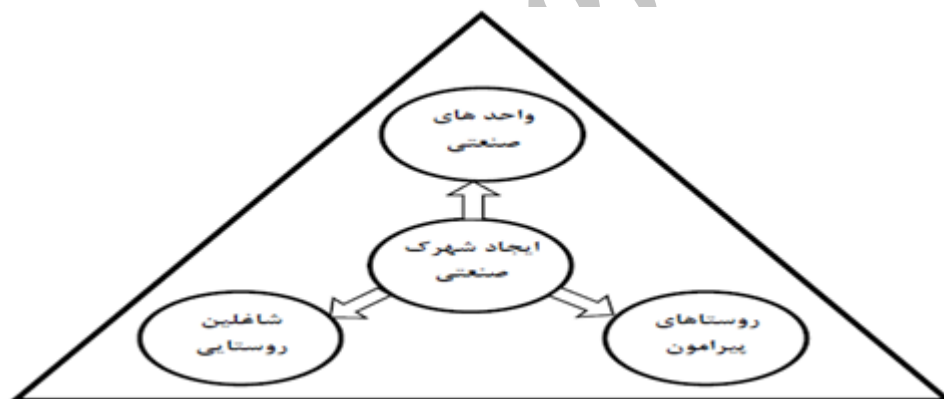 واحد های
صنعتی
ایجاد شهرک
صنعتی
شاغلین
روستایی
روستاهای
پیرامون